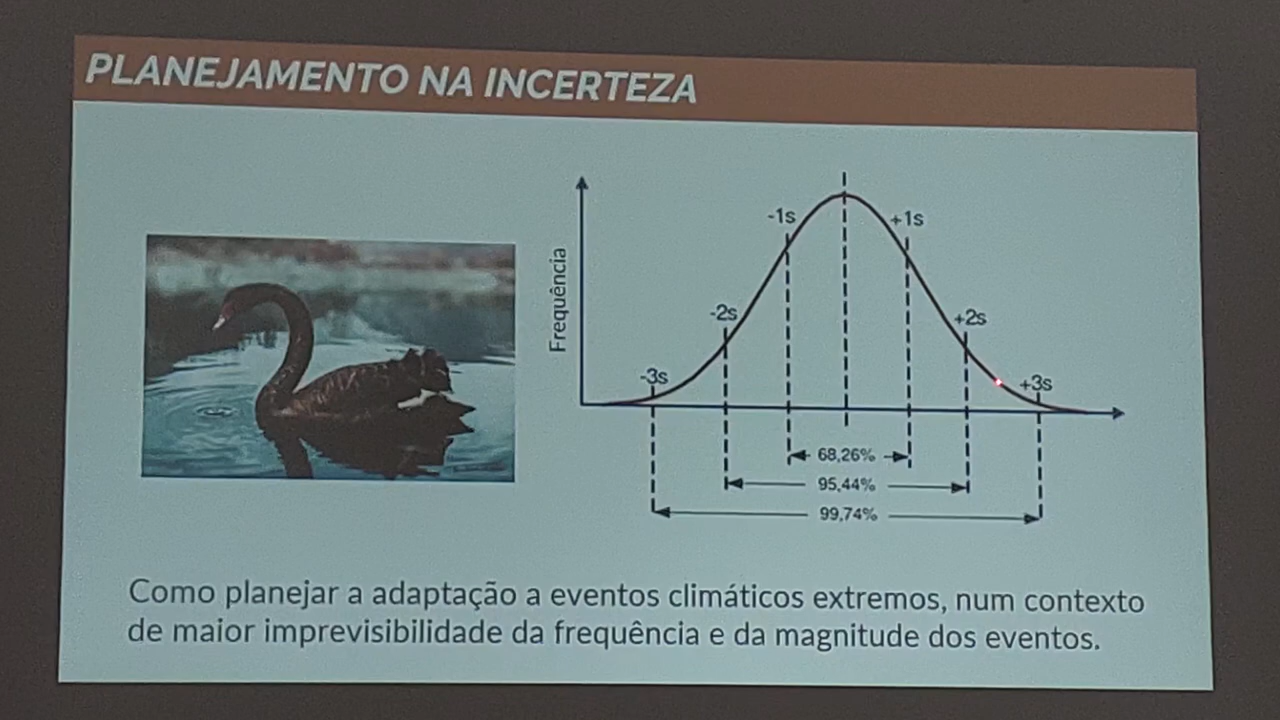 PLANEJAMENTO NA INCERTEZA
Frequência
-1s
+1s
-2s
+2s
-3s
+3s
68,26%
95,44%
99,74%
Como planejar a adaptação a eventos climáticos extremos, num contexto
de maior imprevisibilidade da frequência e da magnitude dos eventos.